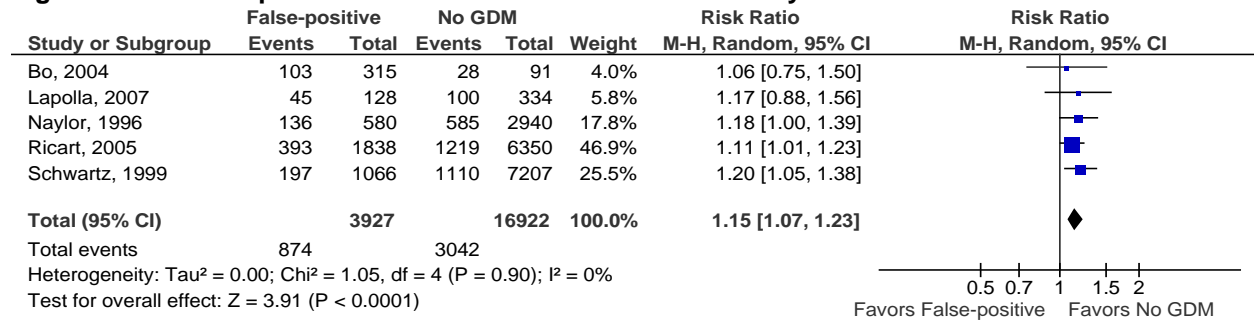 False-positive No GDM Risk Ratio Risk Ratio
Study or Subgroup Events Total Events Total Weight M-H, Random, 95% CI M-H, Random, 95% CI
Bo, 2004 103 315 28 91 4.0% 1.06 [0.75, 1.50]
Lapolla, 2007 45 128 100 334 5.8% 1.17 [0.88, 1.56]
Naylor, 1996 136 580 585 2940 17.8% 1.18 [1.00, 1.39]
Ricart, 2005 393 1838 1219 6350 46.9% 1.11 [1.01, 1.23]
Schwartz, 1999 197 1066 1110 7207 25.5% 1.20 [1.05, 1.38]
Total (95% CI) 3927 16922 100.0% 1.15 [1.07, 1.23]
Total events 874 3042
Heterogeneity: Tau² = 0.00; Chi² = 1.05, df = 4 (P = 0.90); I² = 0%
Test for overall effect: Z = 3.91 (P < 0.0001)
0.5 0.7 1 1.5 2
Favors False-positive Favors No GDM